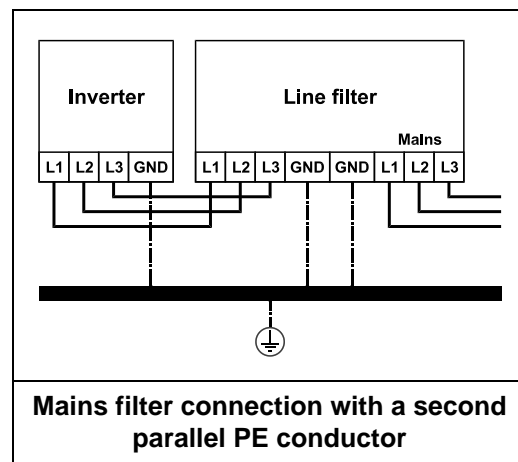 Inverter Line filter
Mains
L1 L2 L3 GND L1 L2 L3 GND GND L1 L2 L3
Mains filter connection with a second
parallel PE conductor